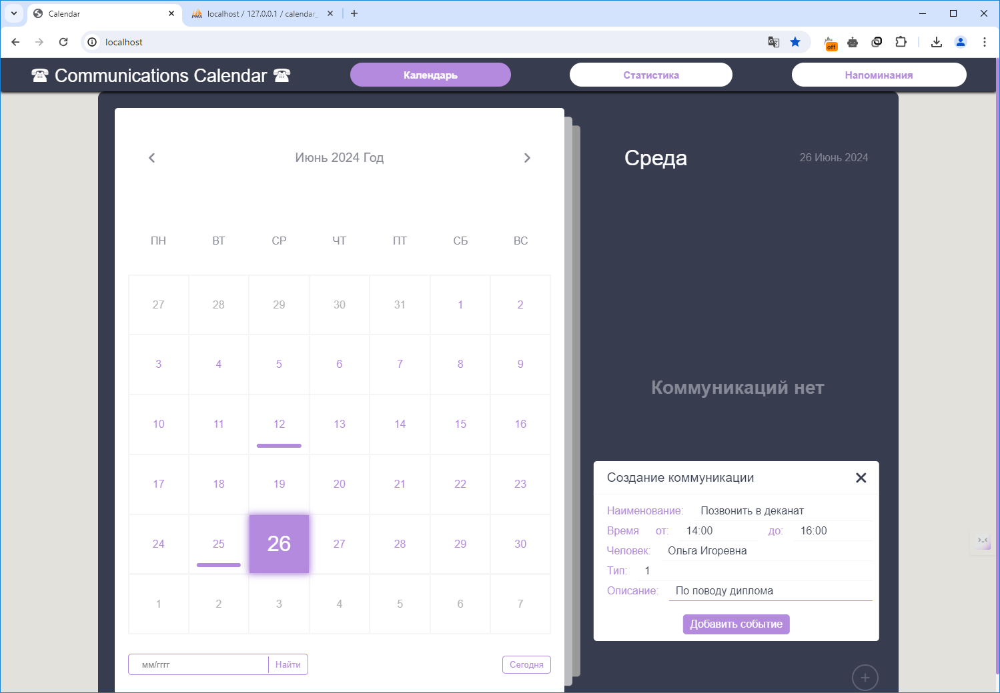 Calendar
localhost / 127.0.0.1 / calendar_
localhost
off
Communications Calendar
Календарь
Статистика
Напоминания
Июнь 2024 Год
Среда
26 Июнь 2024
ПН ВТ СР ЧТ ПТ СБ ВС
27 28 29 30 31 1 2
3 4 5 6 7 8 9
10 11 12 13 14 15 16
17 18 19 20 21 22 23
24 25 26 27 28 29 30
1 2 3 4 5 6 7
мм/гггг
Найти
Сегодня
Коммуникаций нет
Создание коммуникации
Наименование: Позвонить в деканат
Время от: 14:00 до: 16:00
Человек: Ольга Игоревна
Тип: 1
Описание: По поводу диплома
Добавить событие